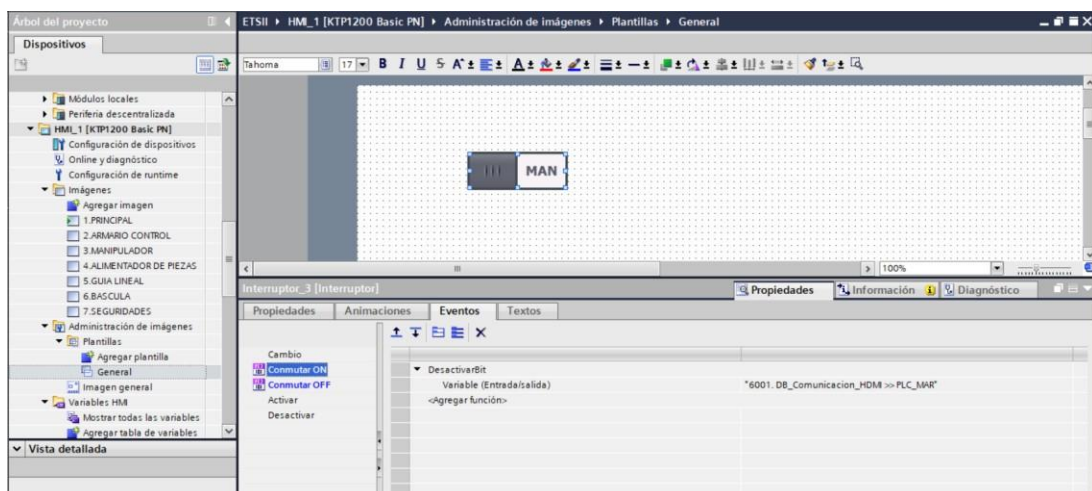 Árbol del proyecto
ETSII ▸ HMI_1 [KTP1200 Basic PN] ▸ Administración de imágenes ▸ Plantillas ▸ General
Dispositivos
Tahoma
17
B I U S
Módulos locales
Periferia descentralizada
HMI_1 [KTP1200 Basic PN]
Configuración de dispositivos
Online y diagnóstico
Configuración de runtime
Imágenes
Agregar imagen
1.PRINCIPAL
2.ARMARIO CONTROL
3.MANIPULADOR
4.ALIMENTADOR DE PIEZAS
5.GUIA LINEAL
6.BASCULA
7.SEGURIDADES
Administración de imágenes
Plantillas
Agregar plantilla
General
Imagen general
Variables HMI
Mostrar todas las variables
Agregar tabla de variables
Vista detallada
MAN
100%
Interruptor_3 [Interruptor]
Propiedades
Información
Diagnóstico
Propiedades
Animaciones
Eventos
Textos
Cambio
Conmutar ON
Conmutar OFF
Activar
Desactivar
DesactivarBit
Variable (Entrada/salida)
"6001. DB_Comunicacion_HDMI >> PLC_MAR"
<Agregar función>